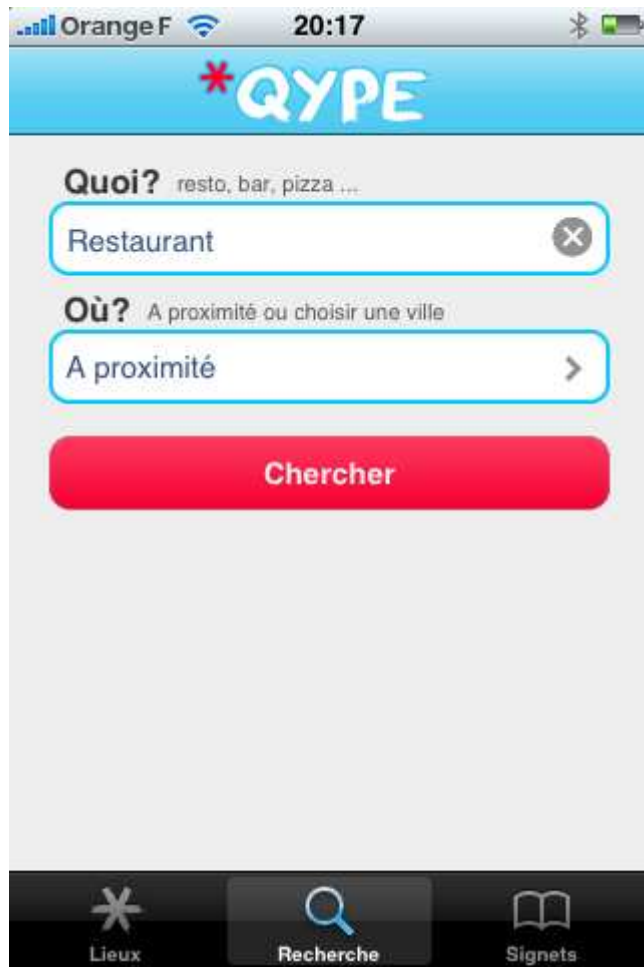 Orange F 20:17
*QYPE
Quoi? resto, bar, pizza ...
Restaurant
Où? A proximité ou choisir une ville
A proximité
Chercher
Lieux Recherche Signets